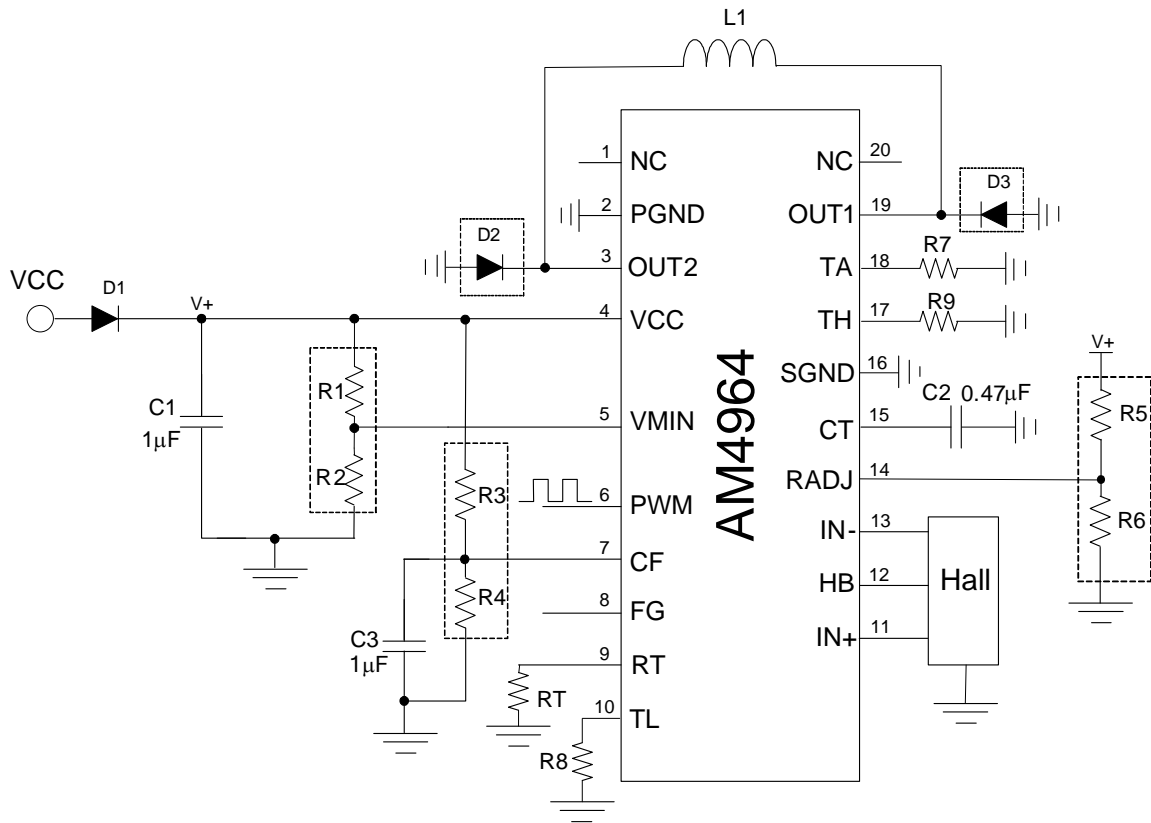 L1
1
NC
NC
20
2
PGND
OUT1
19
D3
D2
3
OUT2
TA
18
R7
VCC
D1
V+
4
VCC
TH
17
R9
V+
SGND
16
C1
1μF
R1
5
VMIN
CT
15
C2
0.47μF
R5
R2
R3
6
PWM
RADJ
14
R6
AM4964
IN-
13
7
CF
HB
12
Hall
R4
8
FG
IN+
11
C3
1μF
9
RT
RT
10
TL
R8